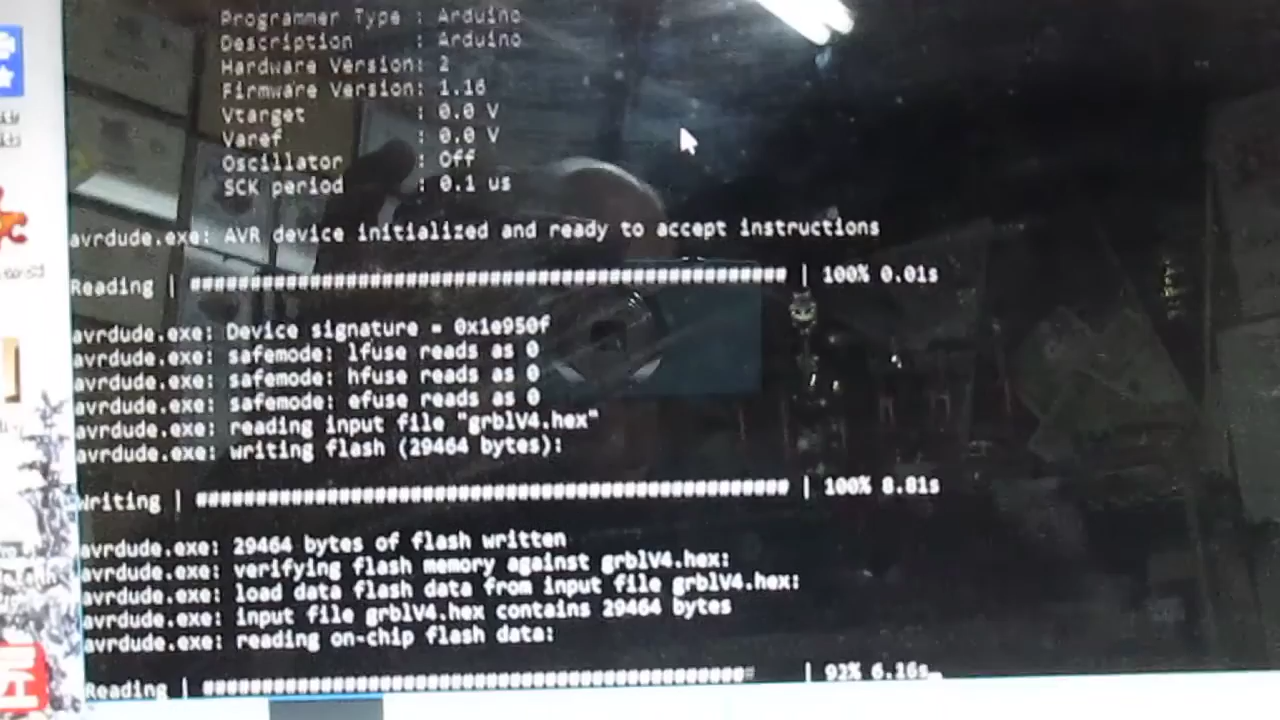 Programmer Type : Arduino
Description : Arduino
Hardware Version: 2
Firmware Version: 1.16
Vtarget : 0.0 V
Varef : 0.0 V
Oscillator : Off
SCK period : 0.1 us
avrdude.exe: AVR device initialized and ready to accept instructions
Reading | ################################################## | 100% 0.01s
avrdude.exe: Device signature = 0x1e950f
avrdude.exe: safemode: lfuse reads as 0
avrdude.exe: safemode: hfuse reads as 0
avrdude.exe: safemode: efuse reads as 0
avrdude.exe: reading input file "grblV4.hex"
avrdude.exe: writing flash (29464 bytes):
Writing | ################################################## | 100% 8.81s
avrdude.exe: 29464 bytes of flash written
avrdude.exe: verifying flash memory against grblV4.hex:
avrdude.exe: load data flash data from input file grblV4.hex:
avrdude.exe: input file grblV4.hex contains 29464 bytes
avrdude.exe: reading on-chip flash data:
Reading | ############################################## | 92% 6.16s